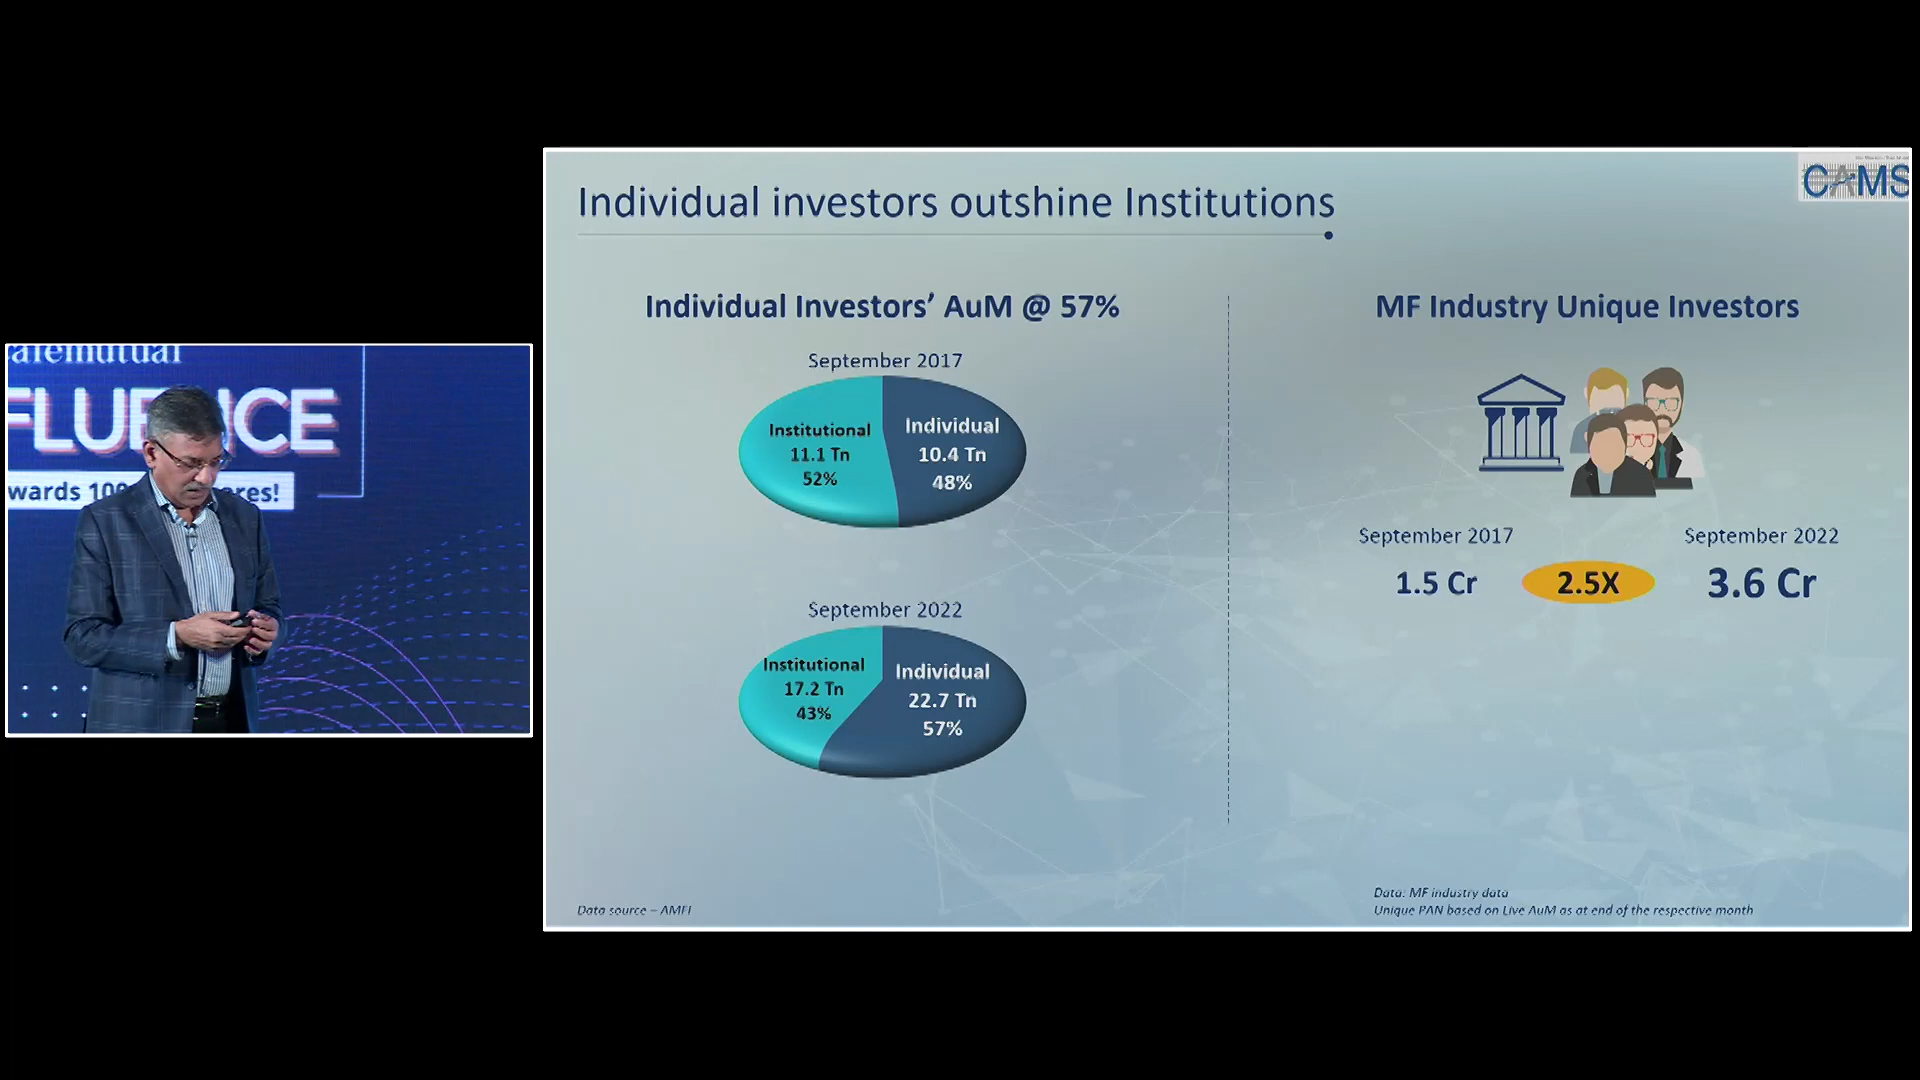 afemutual
FLUENCE
wards 100
res!
Individual investors outshine Institutions
CAMS
Individual Investors' AuM @ 57%
September 2017
Institutional
11.1 Tn
52%
Individual
10.4 Tn
48%
September 2022
Institutional
17.2 Tn
43%
Individual
22.7 Tn
57%
Data source – AMFI
MF Industry Unique Investors
September 2017
1.5 Cr
2.5X
September 2022
3.6 Cr
Data: MF industry data
Unique PAN based on Live AuM as at end of the respective month